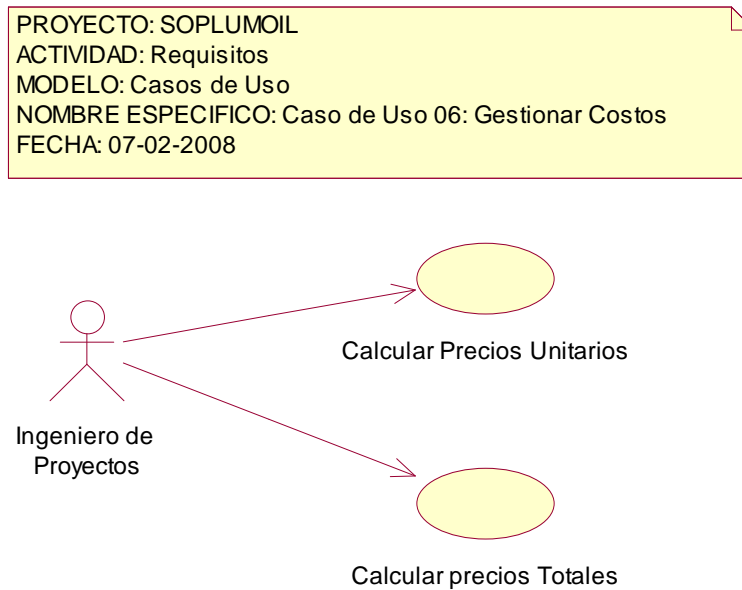 PROYECTO: SOPLUMOIL
ACTIVIDAD: Requisitos
MODELO: Casos de Uso
NOMBRE ESPECIFICO: Caso de Uso 06: Gestionar Costos
FECHA: 07-02-2008
Calcular Precios Unitarios
Ingeniero de
Proyectos
Calcular precios Totales